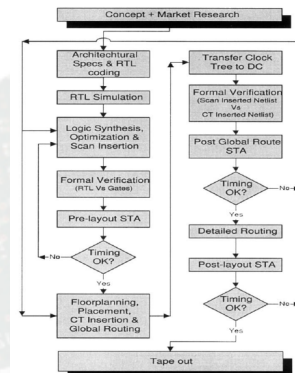 Concept + Market Research
Architechtural
Specs & RTL
coding
RTL Simulation
Logic Synthesis,
Optimization &
Scan Insertion
Formal Verification
(RTL Vs Gates)
Pre-layout STA
Timing
OK?
No
Yes
Floorplanning,
Placement,
CT Insertion &
Global Routing
Transfer Clock
Tree to DC
Formal Verification
(Scan Inserted Netlist
Vs
CT Inserted Netlist)
Post Global Route
STA
Timing
OK?
No
Yes
Detailed Routing
Post-layout STA
Timing
OK?
No
Yes
Tape out